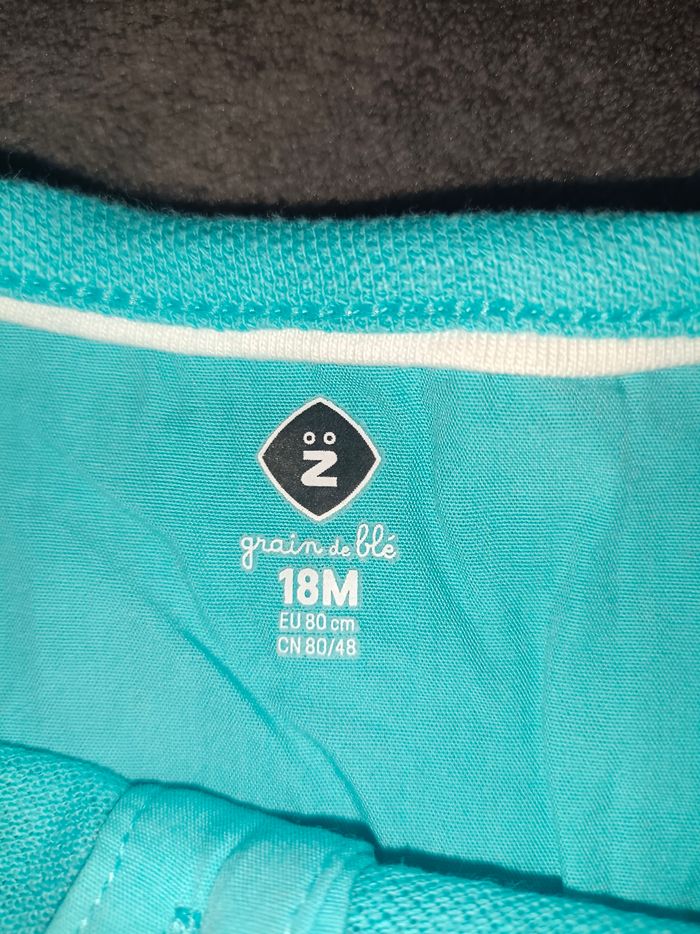 z̈
grain de blé
18M
EU 80 cm
CN 80/48